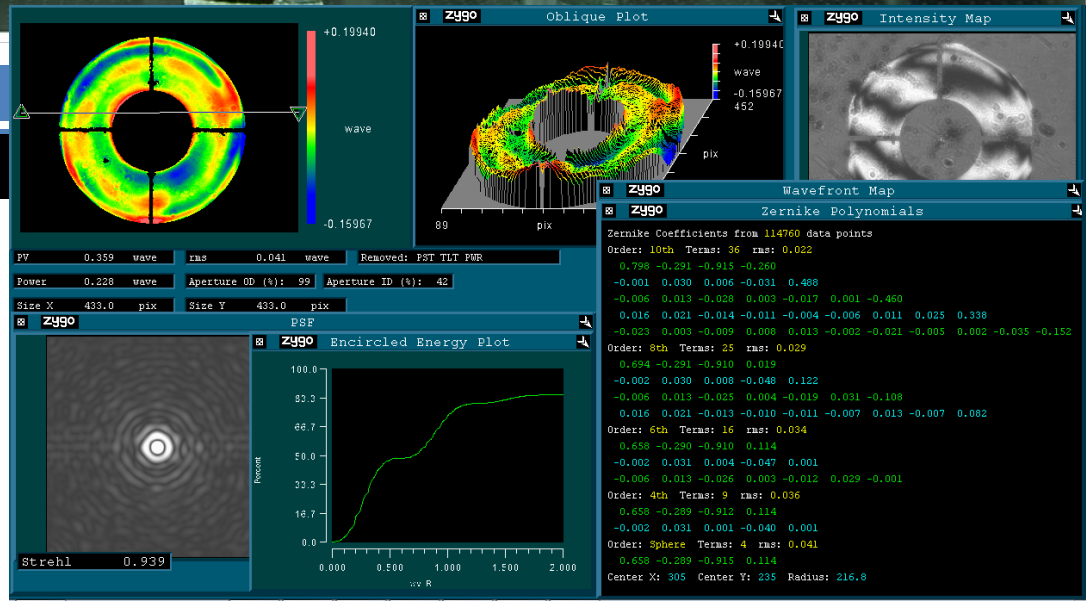 +0.19940
wave
-0.15967
PV 0.359 wave rms 0.041 wave Removed: PST TLT PWR
Power 0.228 wave Aperture OD (%): 99 Aperture ID (%): 42
Size X 433.0 pix Size Y 433.0 pix
zygo Oblique Plot
+0.19940
wave
-0.15967
452
pix
89 pix
zygo Intensity Map
zygo Wavefront Map
zygo Zernike Polynomials
Zernike Coefficients from 114760 data points
Order: 10th Terms: 36 rms: 0.022
0.798 -0.291 -0.915 -0.260
-0.001 0.030 0.006 -0.031 0.488
-0.006 0.013 -0.028 0.003 -0.017 0.001 -0.460
0.016 0.021 -0.014 -0.011 -0.004 -0.006 0.011 0.025 0.338
-0.023 0.003 -0.009 0.008 0.013 -0.002 -0.021 -0.005 0.002 -0.035 -0.152
Order: 8th Terms: 25 rms: 0.029
0.694 -0.291 -0.910 0.019
-0.002 0.030 0.008 -0.048 0.122
-0.006 0.013 -0.025 0.004 -0.019 0.031 -0.108
0.016 0.021 -0.013 -0.010 -0.011 -0.007 0.013 -0.007 0.082
Order: 6th Terms: 16 rms: 0.034
0.658 -0.290 -0.910 0.114
-0.002 0.031 0.004 -0.047 0.001
-0.006 0.013 -0.026 0.003 -0.012 0.029 -0.001
Order: 4th Terms: 9 rms: 0.036
0.658 -0.289 -0.912 0.114
-0.002 0.031 0.001 -0.040 0.001
Order: Sphere Terms: 4 rms: 0.041
0.658 -0.289 -0.915 0.114
Center X: 305 Center Y: 235 Radius: 216.8
zygo PSF
Strehl 0.939
zygo Encircled Energy Plot
100.0
83.3
66.7
50.0
33.3
16.7
0.0
Percent
0.000 0.500 1.000 1.500 2.000
wv R